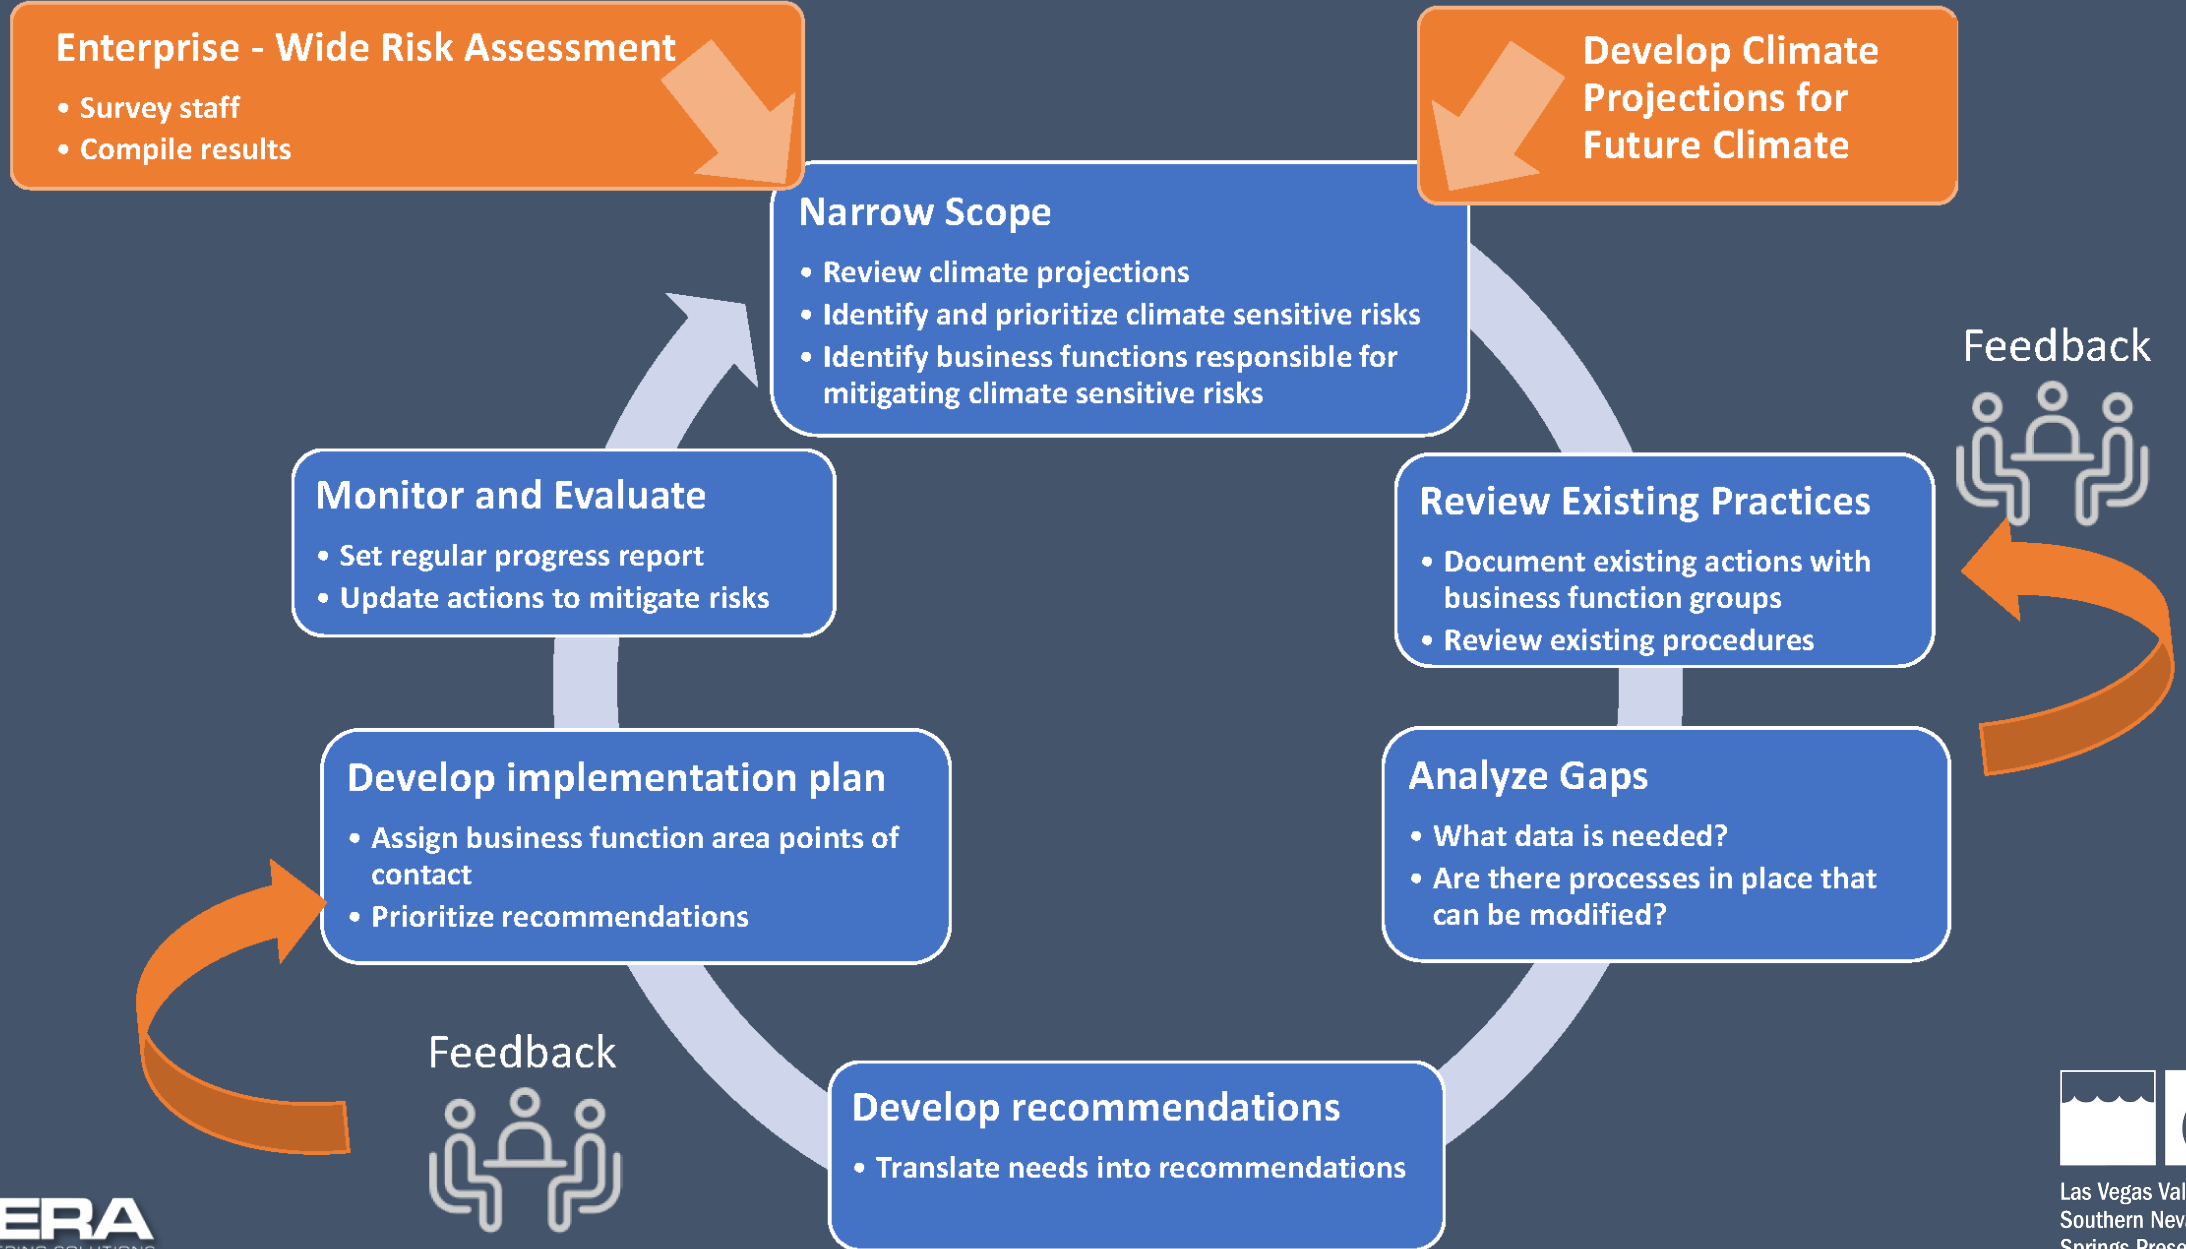 Enterprise - Wide Risk Assessment
• Survey staff
• Compile results
Develop Climate
Projections for
Future Climate
Narrow Scope
• Review climate projections
• Identify and prioritize climate sensitive risks
• Identify business functions responsible for
mitigating climate sensitive risks
Feedback
Review Existing Practices
• Document existing actions with
business function groups
• Review existing procedures
Monitor and Evaluate
• Set regular progress report
• Update actions to mitigate risks
Analyze Gaps
• What data is needed?
• Are there processes in place that
can be modified?
Develop implementation plan
• Assign business function area points of
contact
• Prioritize recommendations
Feedback
Develop recommendations
• Translate needs into recommendations
ERA
Las Vegas Val
Southern Nev